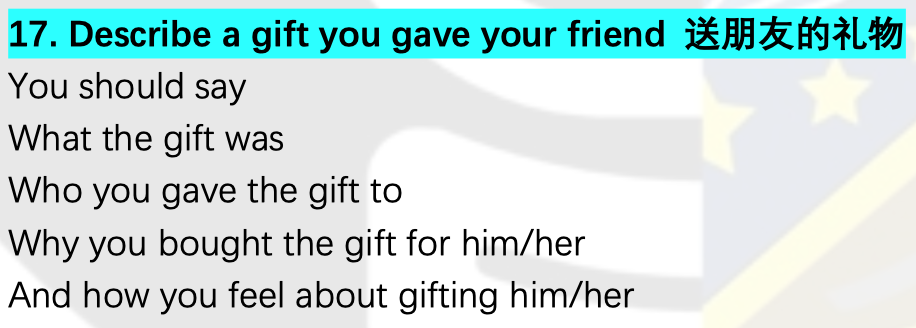 17. Describe a gift you gave your friend 送朋友的礼物
You should say
What the gift was
Who you gave the gift to
Why you bought the gift for him/her
And how you feel about gifting him/her